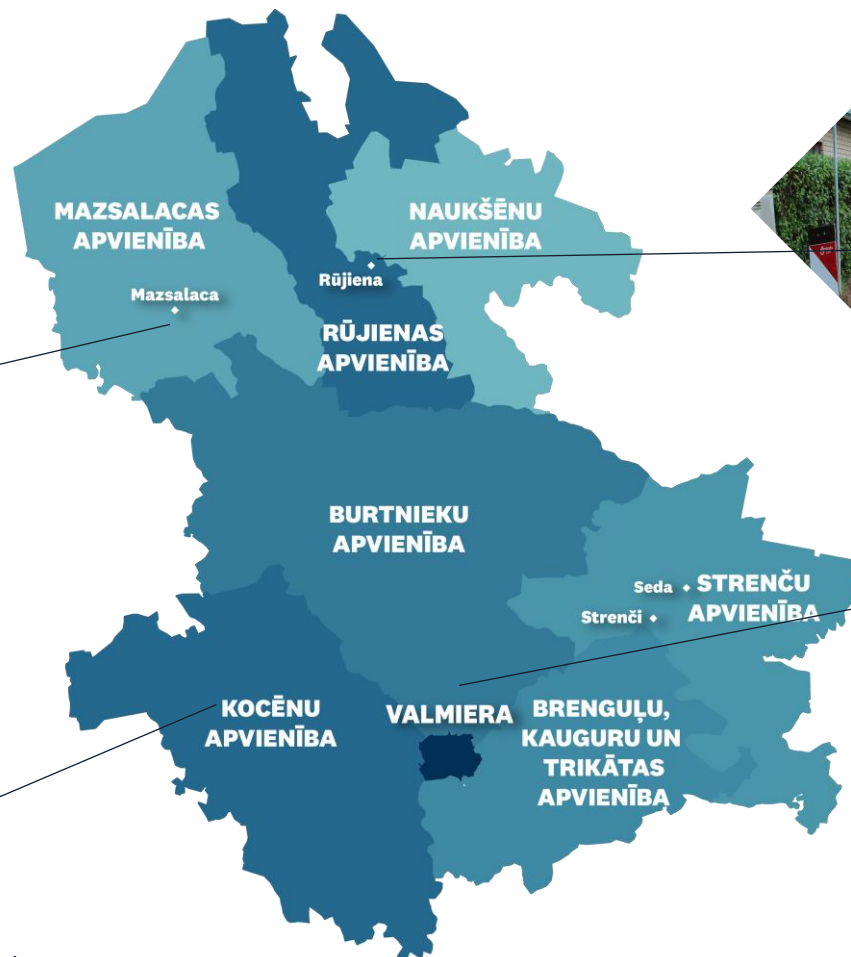 MAZSALACAS
APVIENĪBA
NAUKŠĒNU
APVIENĪBA
Mazsalaca
Rūjiena
RŪJIENAS
APVIENĪBA
BURTNIEKU
APVIENĪBA
Seda
STRENČU
APVIENĪBA
Strenči
KOCĒNU
APVIENĪBA
VALMIERA
BRENGUĻU,
KAUGURU UN
TRIKĀTAS
APVIENĪBA